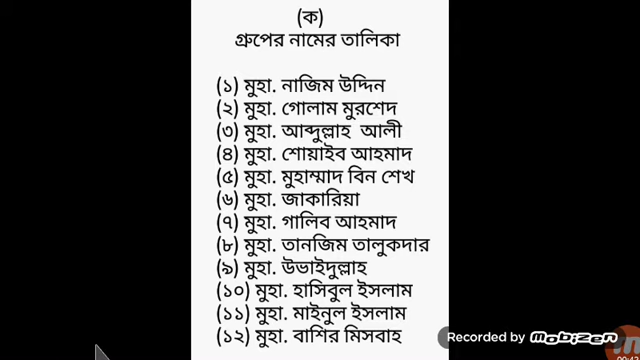 (ক)
গ্রুপের নামের তালিকা
(১) মুহা. নাজিম উদ্দিন
(২) মুহা. গোলাম মুরশেদ
(৩) মুহা. আব্দুল্লাহ আলী
(৪) মুহা. শোয়াইব আহমাদ
(৫) মুহা. মুহাম্মাদ বিন শেখ
(৬) মুহা. জাকারিয়া
(৭) মুহা. গালিব আহমাদ
(৮) মুহা. তানজিম তালুকদার
(৯) মুহা. উভাইদুল্লাহ
(১০) মুহা. হাসিবুল ইসলাম
(১১) মুহা. মাইনুল ইসলাম
(১২) মুহা. বাশির মিসবাহ
Recorded by mobizen